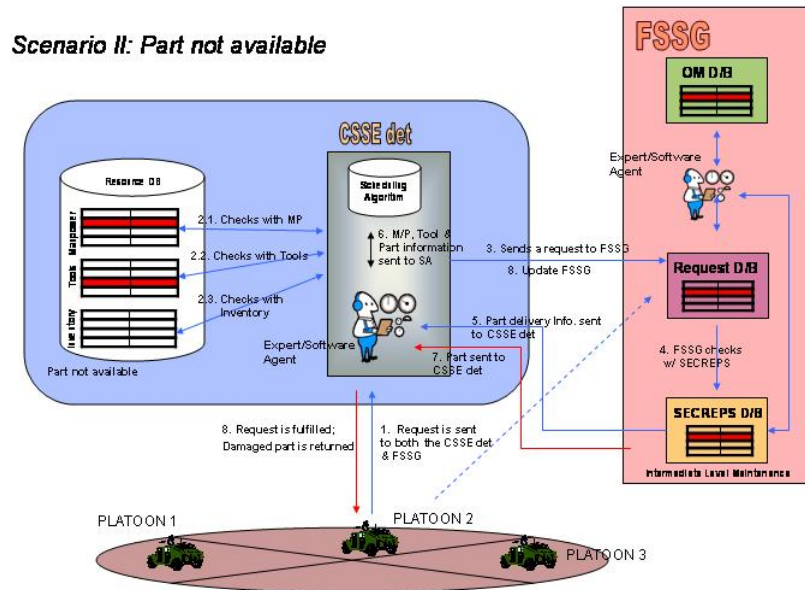 Scenario II: Part not available
FSSG
OM D/B
Expert/Software
Agent
Request D/B
4. FSSG checks
w/ SECREPS
SECREPS D/B
Intermediate Level Maintenance
CSSE det
Resource DB
Manpower
Tools
Inventory
Part not available
2.1. Checks with MP
2.2. Checks with Tools
2.3. Checks with
Inventory
Scheduling
Algorithm
6. M/P, Tool &
Part information
sent to SA
Expert/Software
Agent
3. Sends a request to FSSG
8. Update FSSG
5. Part delivery Info. sent
to CSSE det
7. Part sent to
CSSE det
8. Request is fulfilled;
Damaged part is returned
1. Request is sent
to both the CSSE det
& FSSG
PLATOON 1
PLATOON 2
PLATOON 3